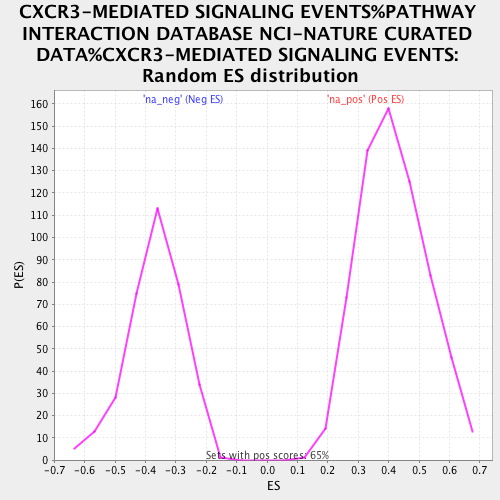 CXCR3-MEDIATED SIGNALING EVENTS%PATHWAY
INTERACTION DATABASE NCI-NATURE CURATED
DATA%CXCR3-MEDIATED SIGNALING EVENTS:
Random ES distribution
'na_neg' (Neg ES) 'na_pos' (Pos ES)
160
150
140
130
120
110
100
90
80
70
60
50
40
30
20
10
0
P(ES)
Sets with pos scores: 65%
-0.7 -0.6 -0.5 -0.4 -0.3 -0.2 -0.1 0.0 0.1 0.2 0.3 0.4 0.5 0.6 0.7
ES